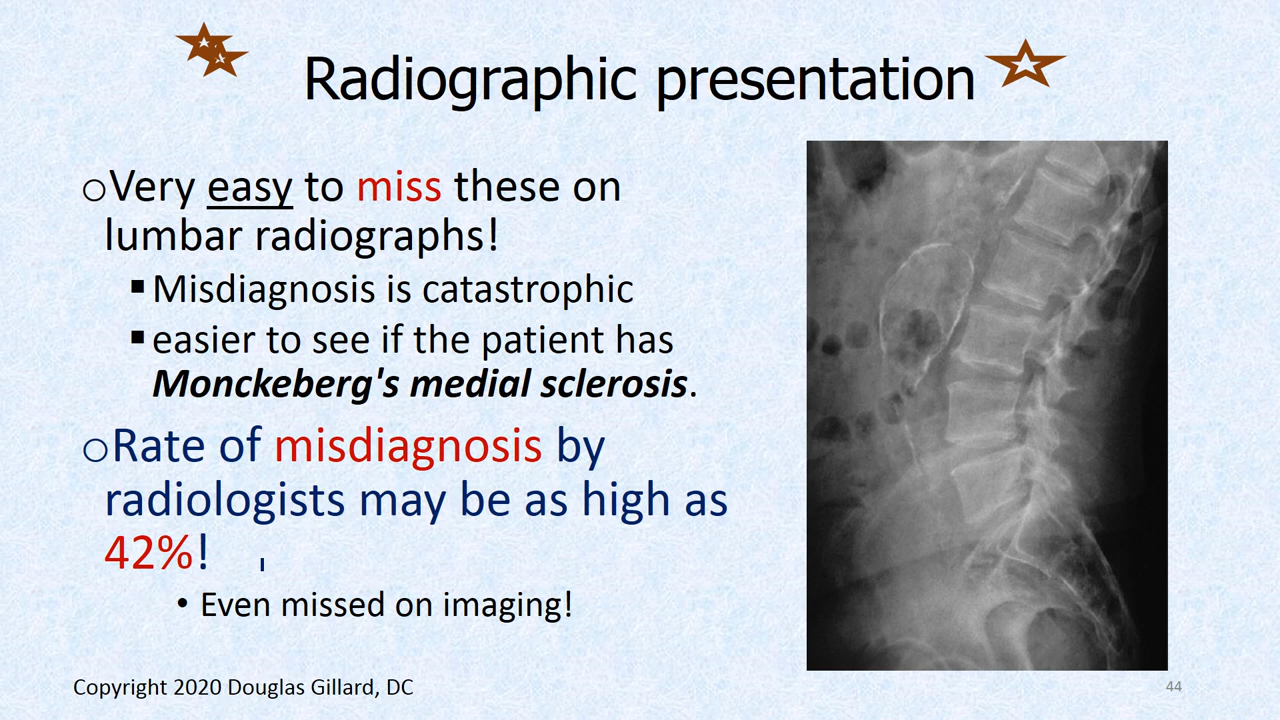 Radiographic presentation
oVery easy to miss these on
lumbar radiographs!
▪Misdiagnosis is catastrophic
▪easier to see if the patient has
Monckeberg's medial sclerosis.
oRate of misdiagnosis by
radiologists may be as high as
42%!
• Even missed on imaging!
Copyright 2020 Douglas Gillard, DC
44